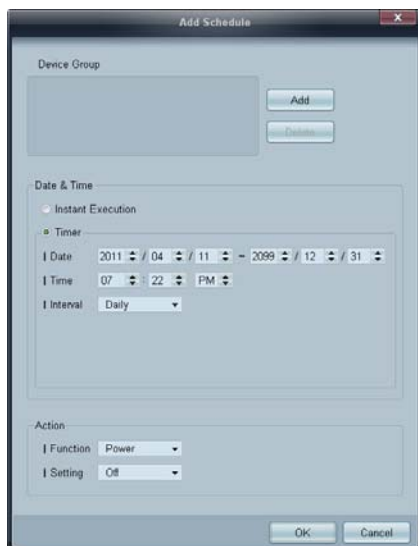 Add Schedule
x
Device Group
Add
Delete
Date & Time
Instant Execution
Timer
Date 2011 / 04 / 11 - 2099 / 12 / 31
Time 07 : 22 PM
Interval Daily
Action
Function Power
Setting Off
OK Cancel